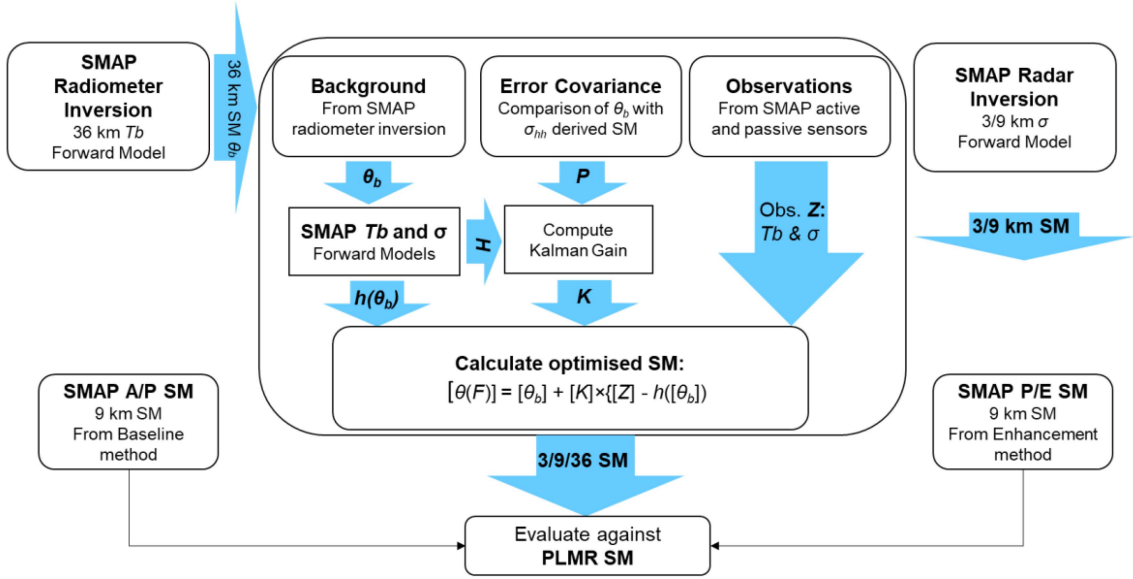 SMAP
Radiometer
Inversion
36 km Tb
Forward Model
36 km SM θb
Background
From SMAP
radiometer inversion
Error Covariance
Comparison of θb with
σhh derived SM
Observations
From SMAP active
and passive sensors
SMAP Radar
Inversion
3/9 km σ
Forward Model
θb
P
Obs. Z:
Tb & σ
3/9 km SM
SMAP Tb and σ
Forward Models
H
Compute
Kalman Gain
h(θb)
K
Calculate optimised SM:
[θ(F)] = [θb] + [K]×{[Z] - h([θb])
SMAP A/P SM
9 km SM
From Baseline
method
SMAP P/E SM
9 km SM
From Enhancement
method
3/9/36 SM
Evaluate against
PLMR SM